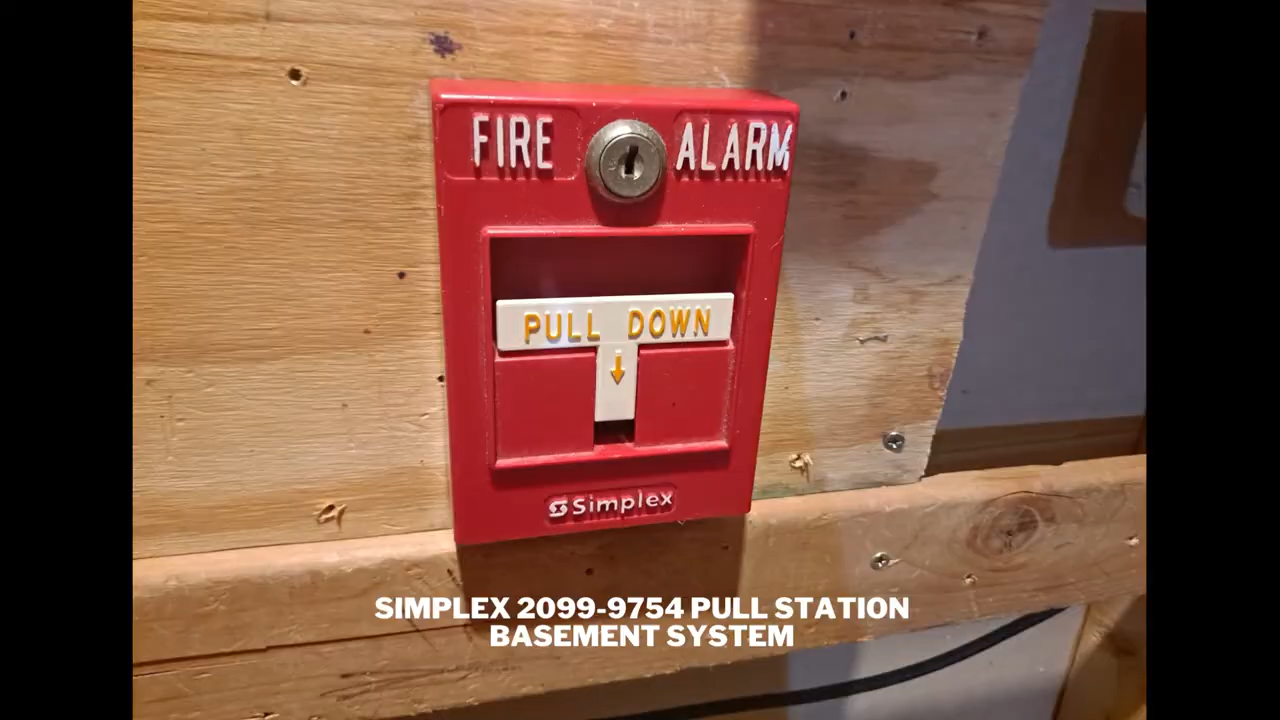 FIRE ALARM
PULL DOWN
Simplex
SIMPLEX 2099-9754 PULL STATION
BASEMENT SYSTEM